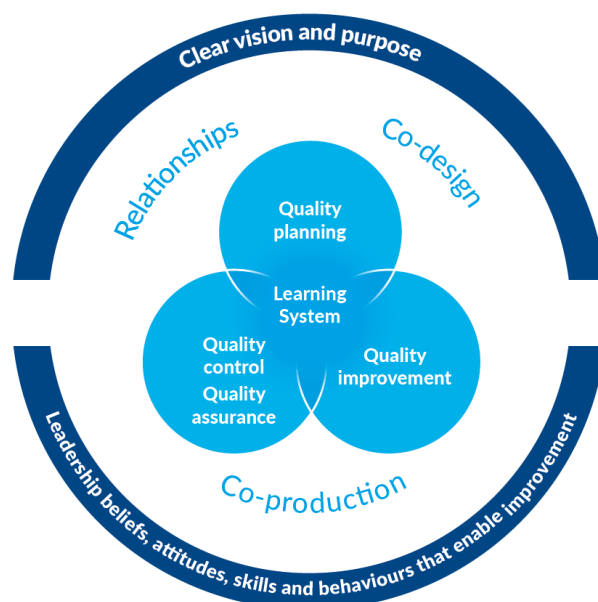 Clear vision and purpose
Relationships
Co-design
Quality
planning
Learning
System
Quality
control
Quality
assurance
Quality
improvement
Co-production
Leadership beliefs, attitudes, skills and behaviours that enable improvement